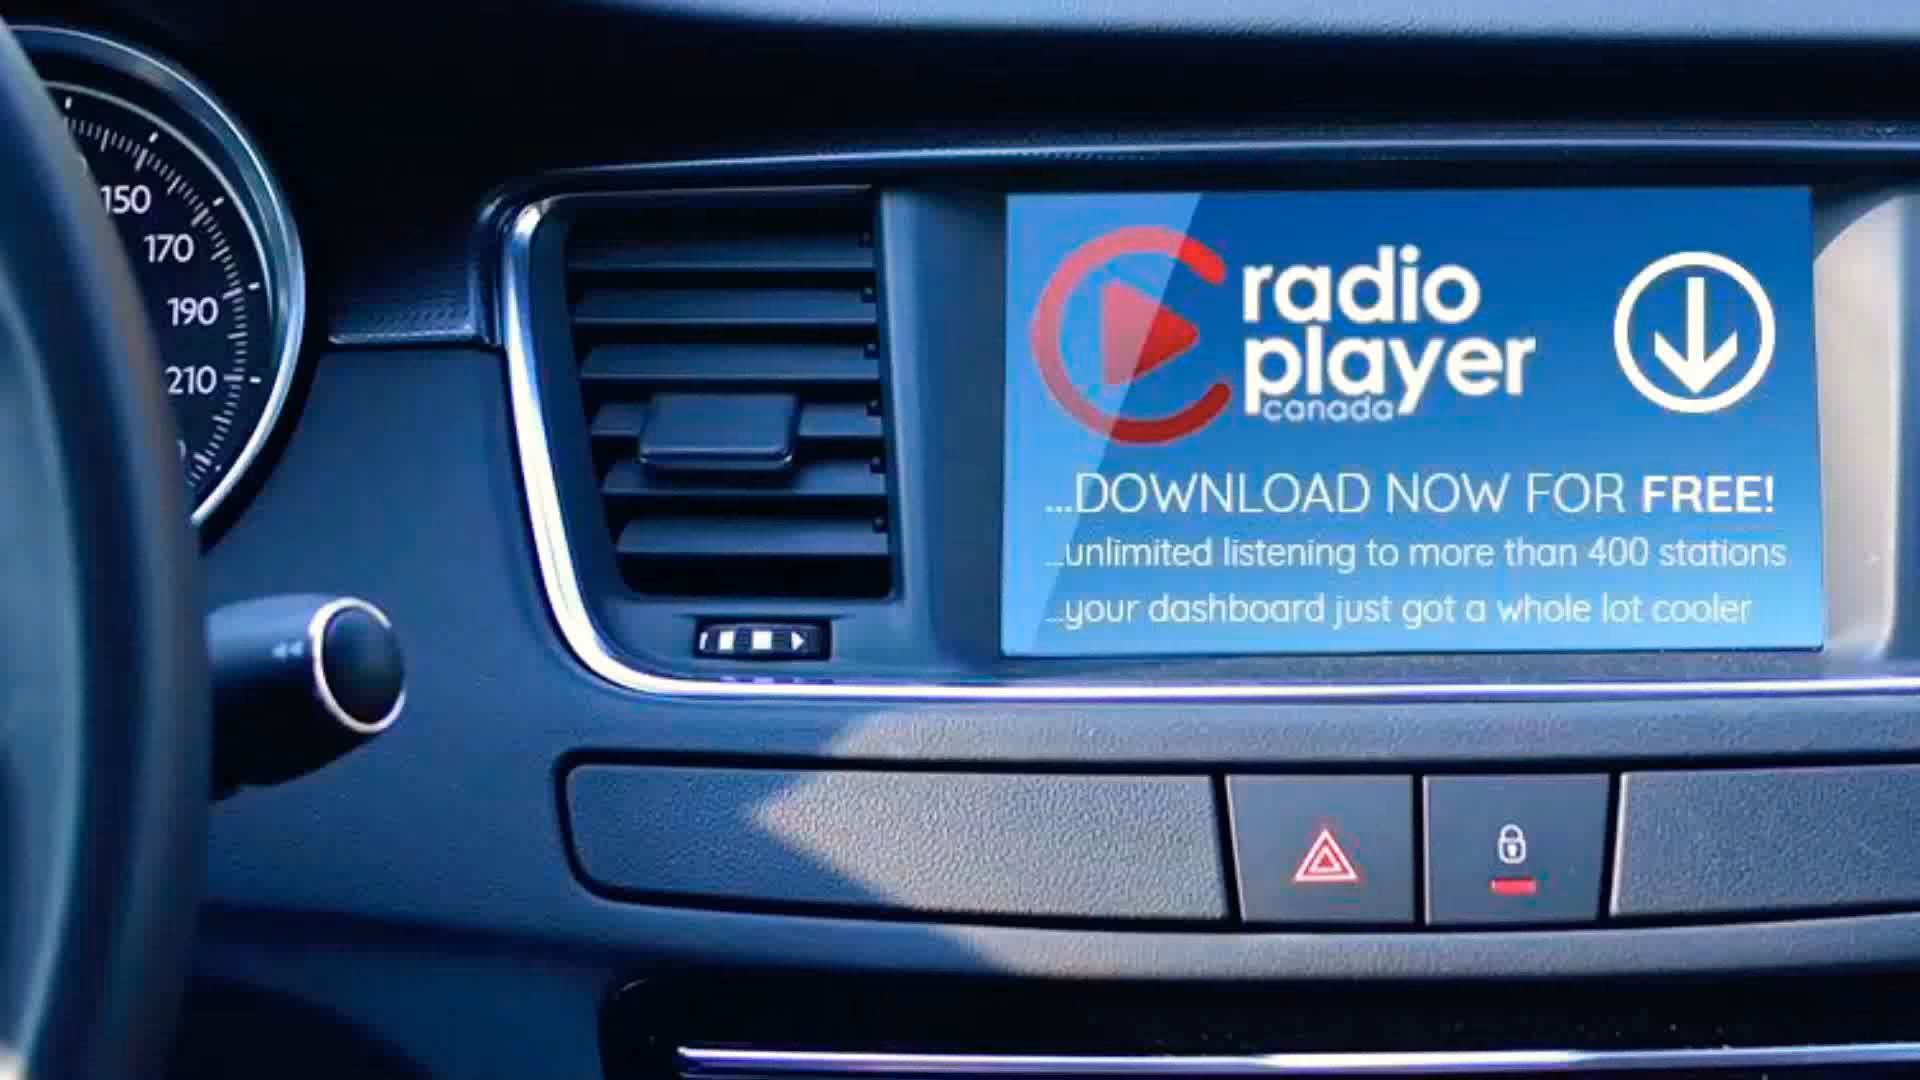 150
170
190
210
radio
player
canada
...DOWNLOAD NOW FOR FREE!
...unlimited listening to more than 400 stations
...your dashboard just got a whole lot cooler